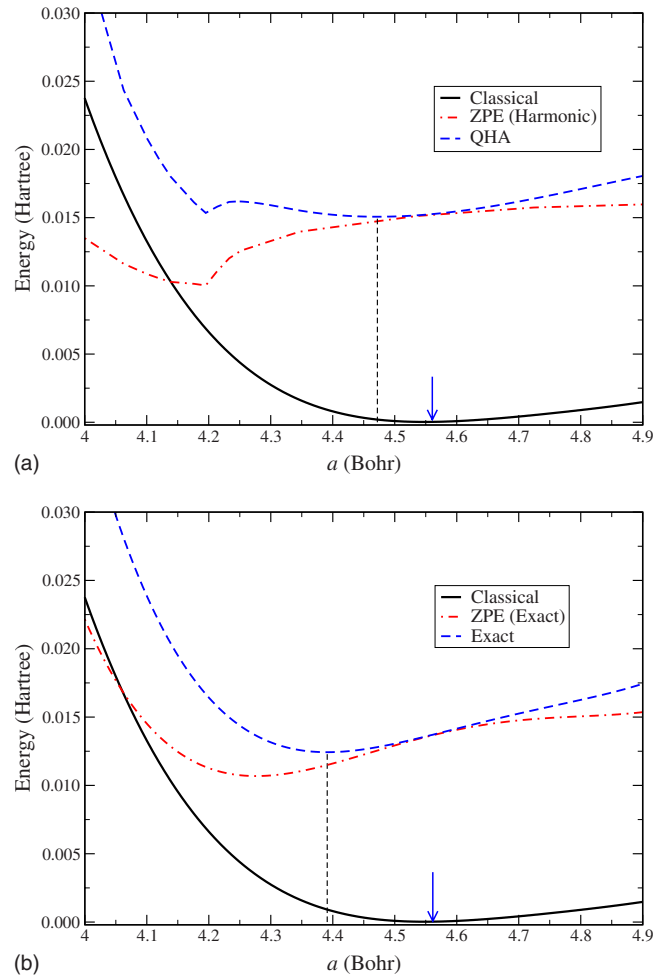 0.030
0.025
0.020
0.015
0.010
0.005
0.000
Energy (Hartree)
Classical
ZPE (Harmonic)
QHA
4 4.1 4.2 4.3 4.4 4.5 4.6 4.7 4.8 4.9
(a) a (Bohr)
0.030
0.025
0.020
0.015
0.010
0.005
0.000
Energy (Hartree)
Classical
ZPE (Exact)
Exact
4 4.1 4.2 4.3 4.4 4.5 4.6 4.7 4.8 4.9
(b) a (Bohr)